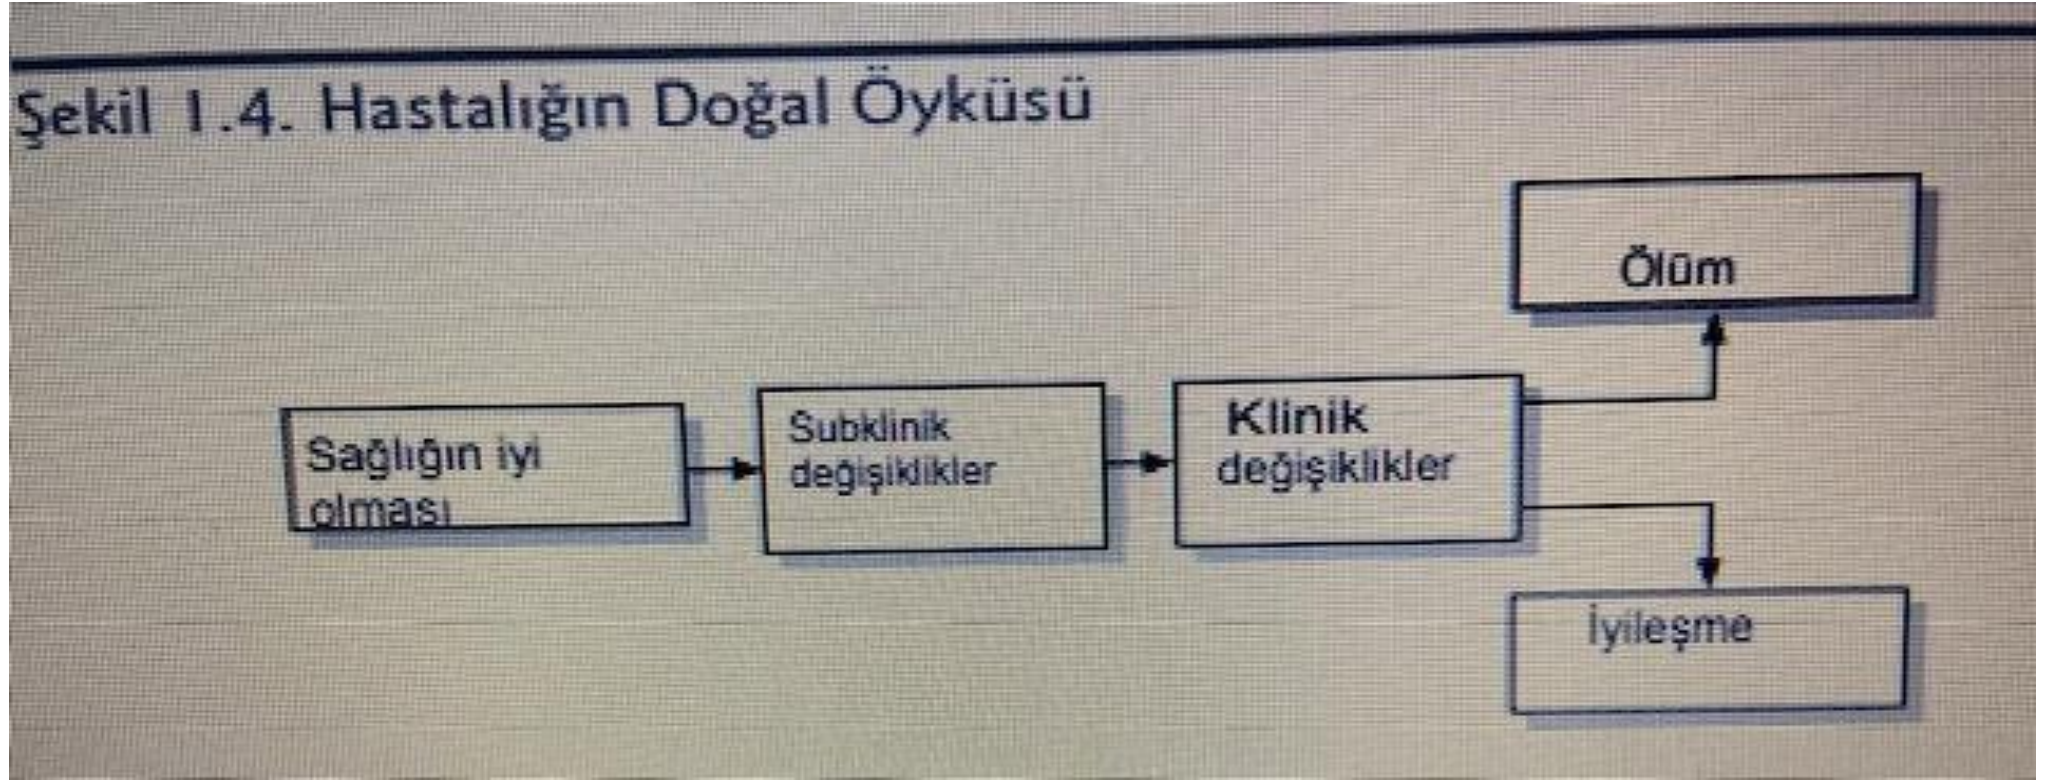 Şekil 1.4. Hastalığın Doğal Öyküsü
Ölüm
Sağlığın iyi
olması
Subklinik
değişiklikler
Klinik
değişiklikler
İyileşme